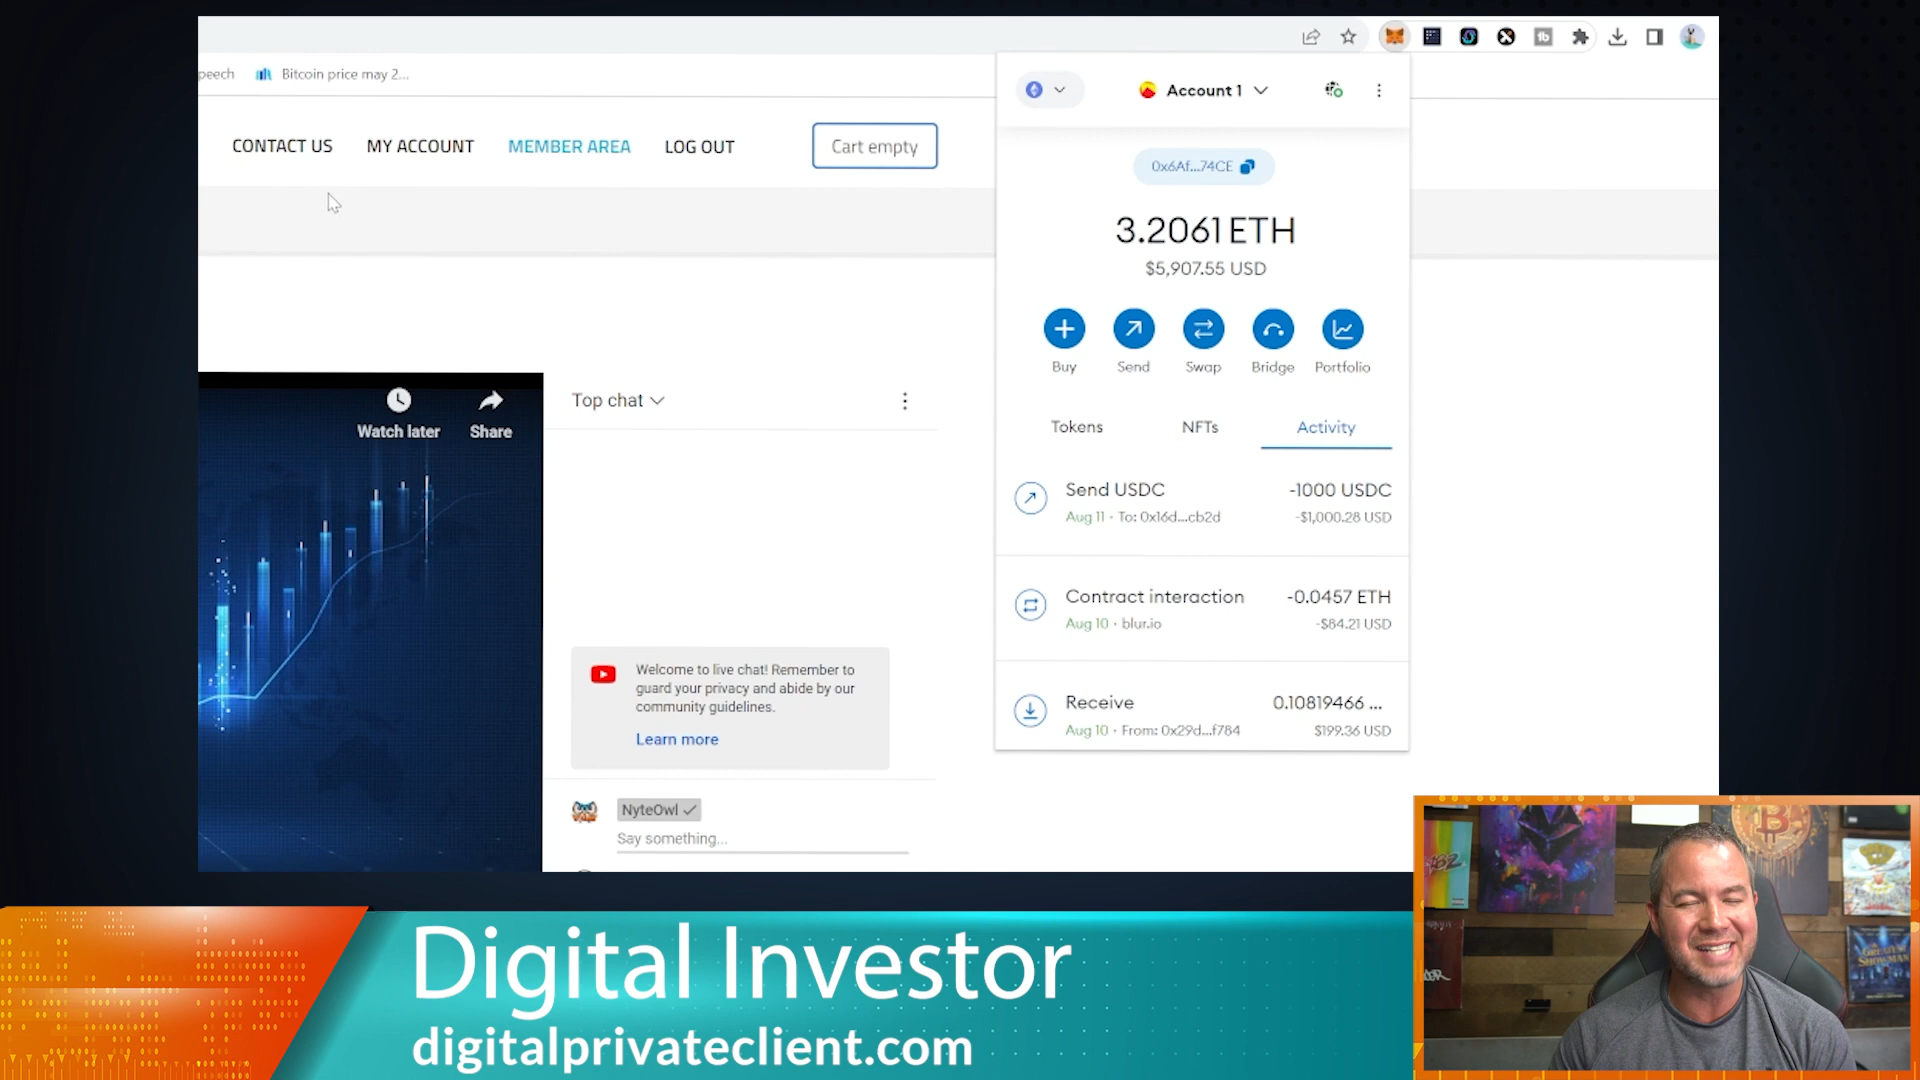 peech
Bitcoin price may 2...
CONTACT US
MY ACCOUNT
MEMBER AREA
LOG OUT
Cart empty
Account 1
0x6Af...74CE
3.2061 ETH
$5,907.55 USD
Buy
Send
Swap
Bridge
Portfolio
Tokens
NFTs
Activity
Send USDC
-1000 USDC
Aug 11 · To: 0x16d...cb2d
-$1,000.28 USD
Contract interaction
-0.0457 ETH
Aug 10 · blur.io
-$84.21 USD
Receive
0.10819466 ...
Aug 10 · From: 0x29d...f784
$199.36 USD
Watch later
Share
Top chat
Welcome to live chat! Remember to
guard your privacy and abide by our
community guidelines.
Learn more
NyteOwl
Say something...
Digital Investor
digitalprivateclient.com